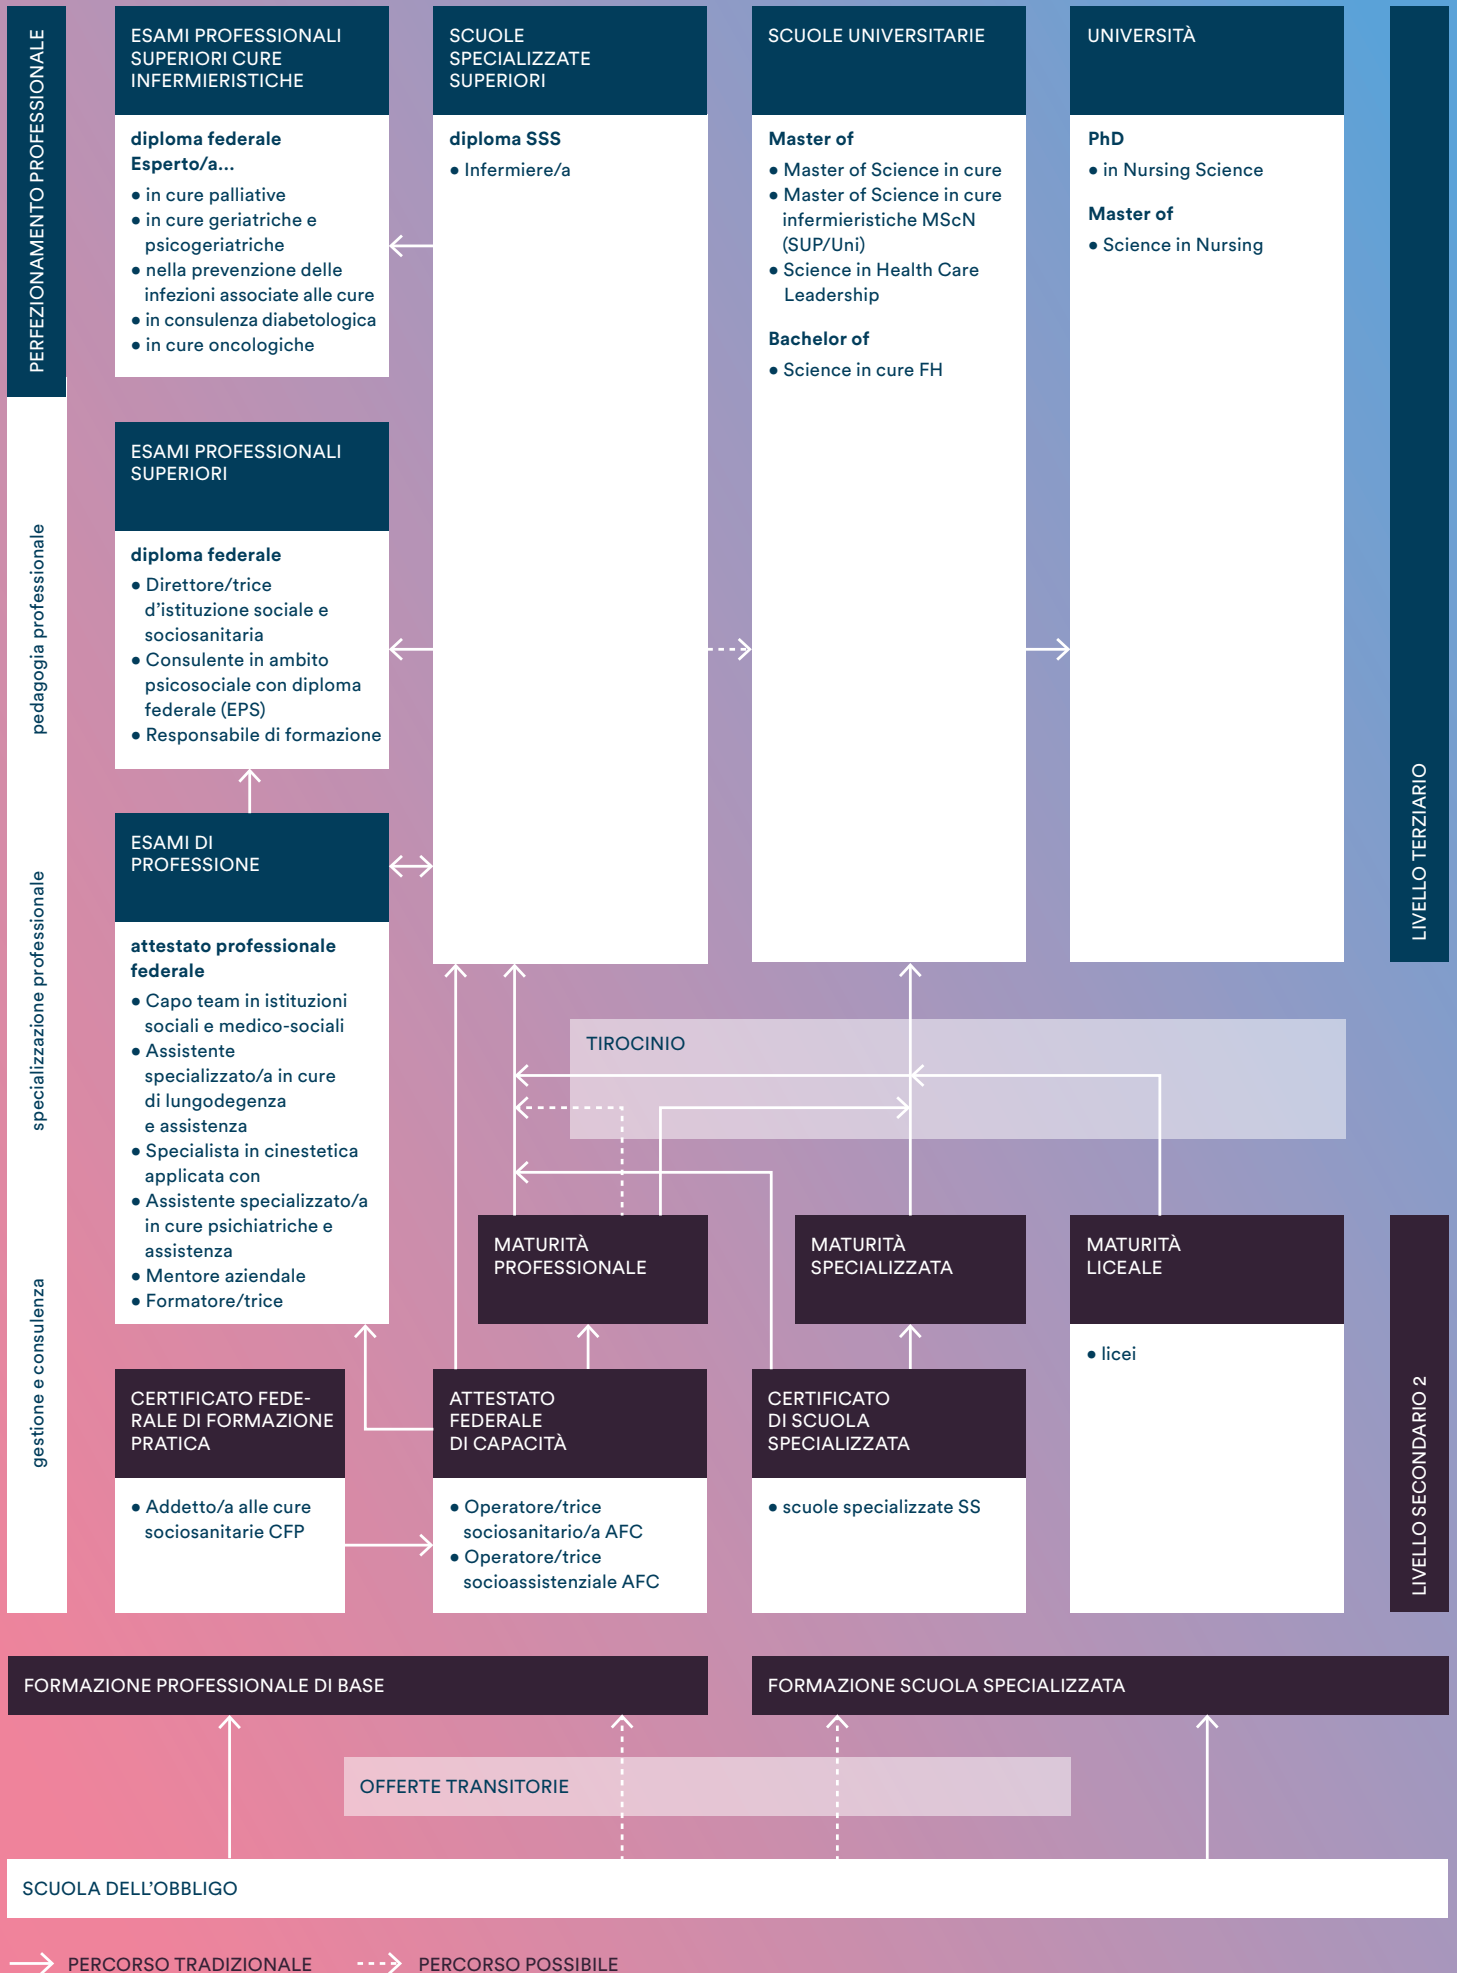 PERFEZIONAMENTO PROFESSIONALE
pedagogia professionale
specializzazione professionale
gestione e consulenza
ESAMI PROFESSIONALI
SUPERIORI CURE
INFERMIERISTICHE
diploma federale
Esperto/a...
• in cure palliative
• in cure geriatriche e
psicogeriatriche
• nella prevenzione delle
infezioni associate alle cure
• in consulenza diabetologica
• in cure oncologiche
SCUOLE
SPECIALIZZATE
SUPERIORI
diploma SSS
• Infermiere/a
SCUOLE UNIVERSITARIE
Master of
• Master of Science in cure
• Master of Science in cure
infermieristiche MScN
(SUP/Uni)
• Science in Health Care
Leadership
Bachelor of
• Science in cure FH
UNIVERSITÀ
PhD
• in Nursing Science
Master of
• Science in Nursing
LIVELLO TERZIARIO
ESAMI PROFESSIONALI
SUPERIORI
diploma federale
• Direttore/trice
d'istituzione sociale e
sociosanitaria
• Consulente in ambito
psicosociale con diploma
federale (EPS)
• Responsabile di formazione
ESAMI DI
PROFESSIONE
attestato professionale
federale
• Capo team in istituzioni
sociali e medico-sociali
• Assistente
specializzato/a in cure
di lungodegenza
e assistenza
• Specialista in cinestetica
applicata con
• Assistente specializzato/a
in cure psichiatriche e
assistenza
• Mentore aziendale
• Formatore/trice
TIROCINIO
MATURITÀ
PROFESSIONALE
MATURITÀ
SPECIALIZZATA
MATURITÀ
LICEALE
• licei
LIVELLO SECONDARIO 2
CERTIFICATO FEDE-
RALE DI FORMAZIONE
PRATICA
• Addetto/a alle cure
sociosanitarie CFP
ATTESTATO
FEDERALE
DI CAPACITÀ
• Operatore/trice
sociosanitario/a AFC
• Operatore/trice
socioassistenziale AFC
CERTIFICATO
DI SCUOLA
SPECIALIZZATA
• scuole specializzate SS
FORMAZIONE PROFESSIONALE DI BASE
FORMAZIONE SCUOLA SPECIALIZZATA
OFFERTE TRANSITORIE
SCUOLA DELL'OBBLIGO
PERCORSO TRADIZIONALE
PERCORSO POSSIBILE